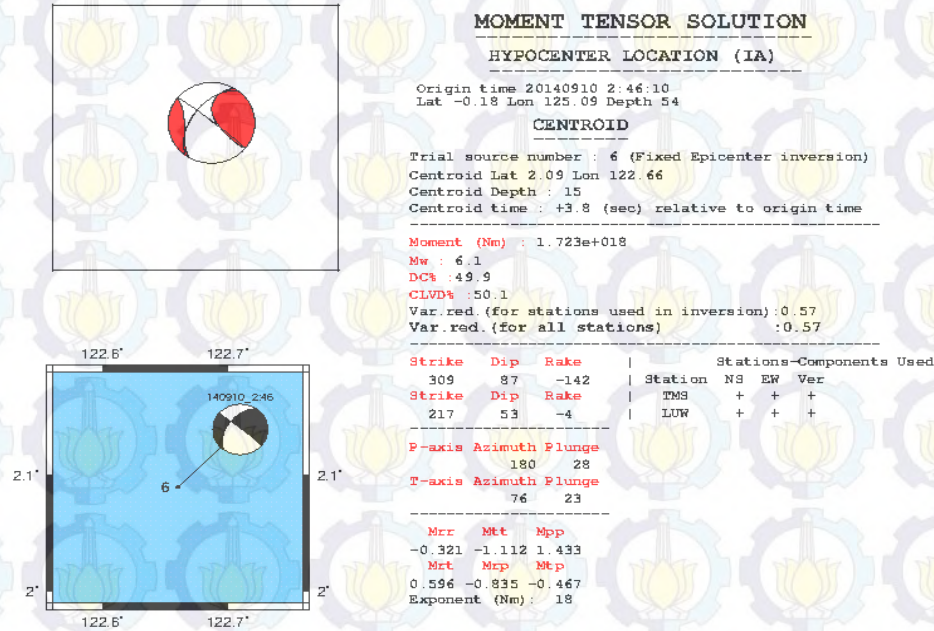 MOMENT TENSOR SOLUTION
HYPOCENTER LOCATION (IA)
Origin time 20140910 2:46:10
Lat -0.18 Lon 125.09 Depth 54
CENTROID
Trial source number : 6 (Fixed Epicenter inversion)
Centroid Lat 2.09 Lon 122.66
Centroid Depth : 15
Centroid time : +3.8 (sec) relative to origin time
Moment (Nm) : 1.723e+018
Mw : 6.1
DC% :49.9
CLVD% :50.1
Var.red.(for stations used in inversion):0.57
Var.red.(for all stations) :0.57
Strike Dip Rake | Stations-Components Used
309 87 -142 | Station NS EW Ver
Strike Dip Rake | TMS + + +
217 53 -4 | LUW + + +
P-axis Azimuth Plunge
180 28
T-axis Azimuth Plunge
76 23
Mrr Mtt Mpp
-0.321 -1.112 1.433
Mrt Mrp Mtp
0.596 -0.835 -0.467
Exponent (Nm): 18
122.6˚ 122.7˚
140910_2:46
2.1˚ 2.1˚
6
2˚ 2˚
122.6˚ 122.7˚